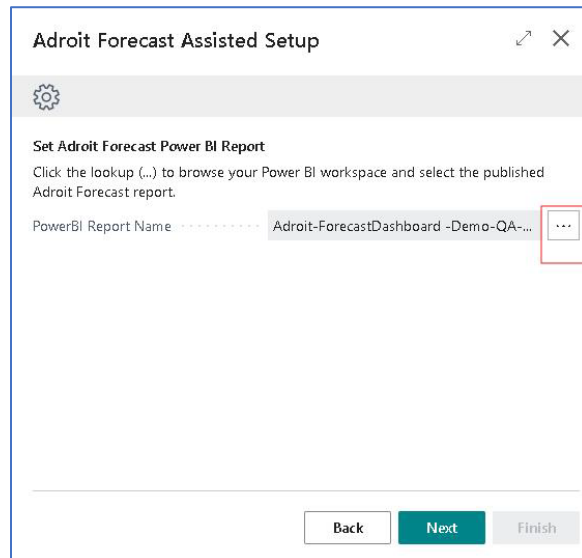 Adroit Forecast Assisted Setup
Set Adroit Forecast Power BI Report
Click the lookup (...) to browse your Power BI workspace and select the published
Adroit Forecast report.
PowerBI Report Name Adroit-ForecastDashboard -Demo-QA-... ...
Back Next Finish